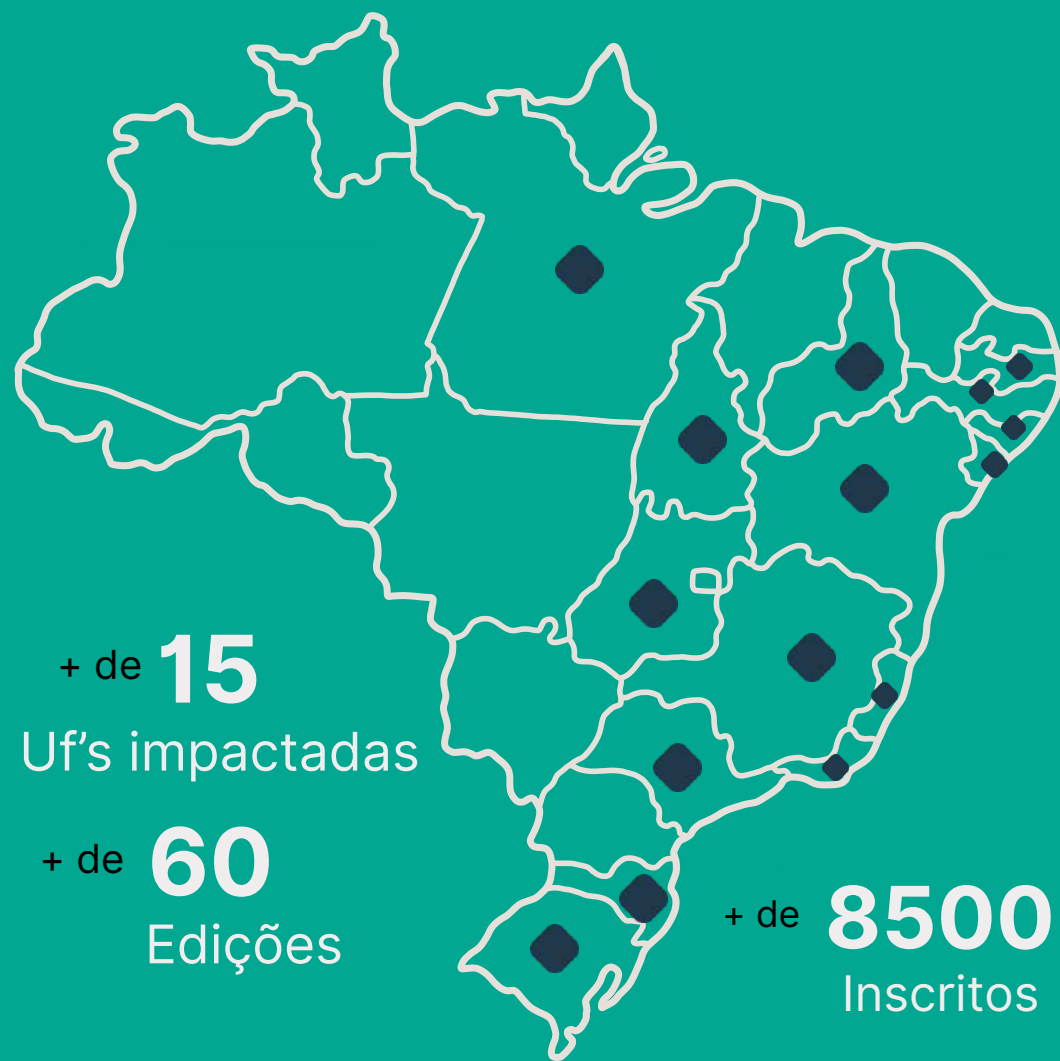 + de 15
Uf’s impactadas
+ de 60
Edições
+ de 8500
Inscritos